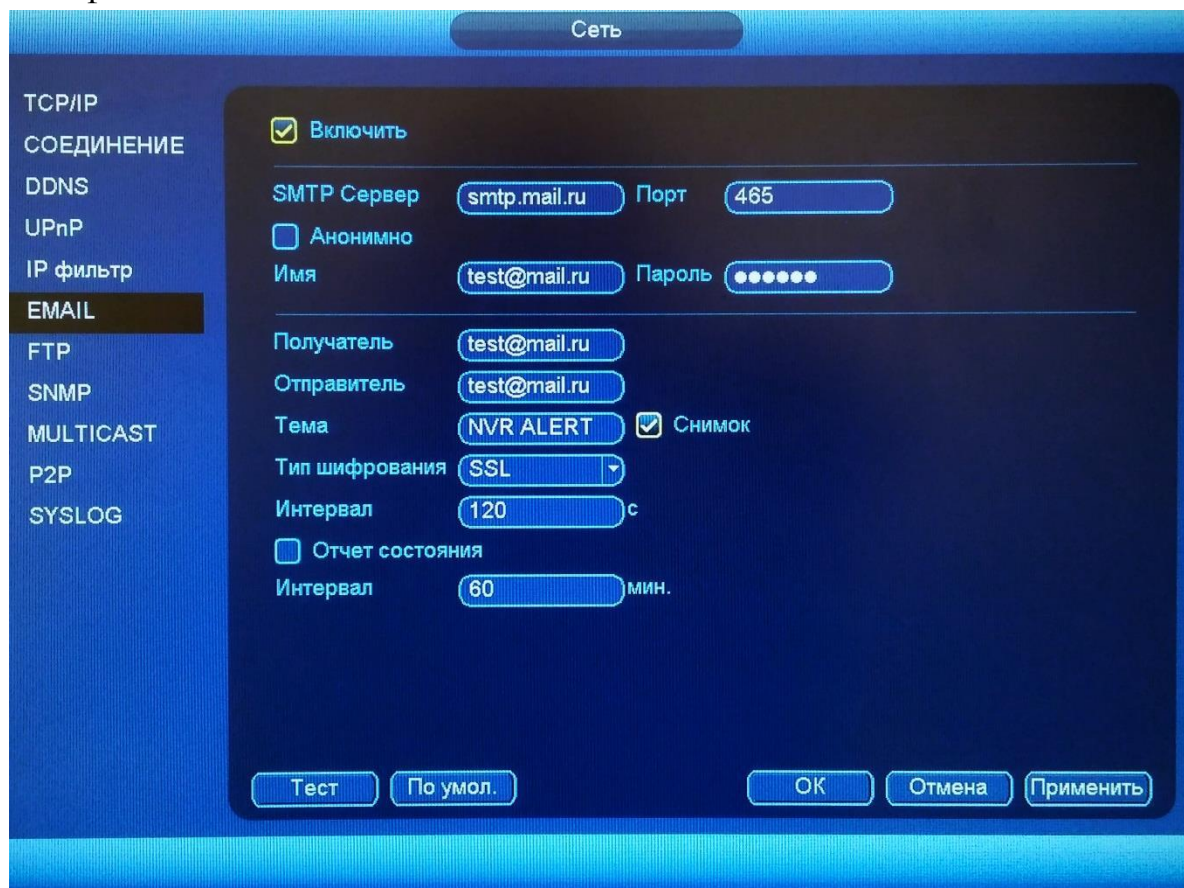 Сеть
TCP/IP
СОЕДИНЕНИЕ
DDNS
UPnP
IP фильтр
EMAIL
FTP
SNMP
MULTICAST
P2P
SYSLOG
Включить
SMTP Сервер smtp.mail.ru Порт 465
Анонимно
Имя test@mail.ru Пароль ●●●●●●
Получатель test@mail.ru
Отправитель test@mail.ru
Тема NVR ALERT Снимок
Тип шифрования SSL
Интервал 120 с
Отчет состояния
Интервал 60 мин.
Тест По умол. OK Отмена Применить